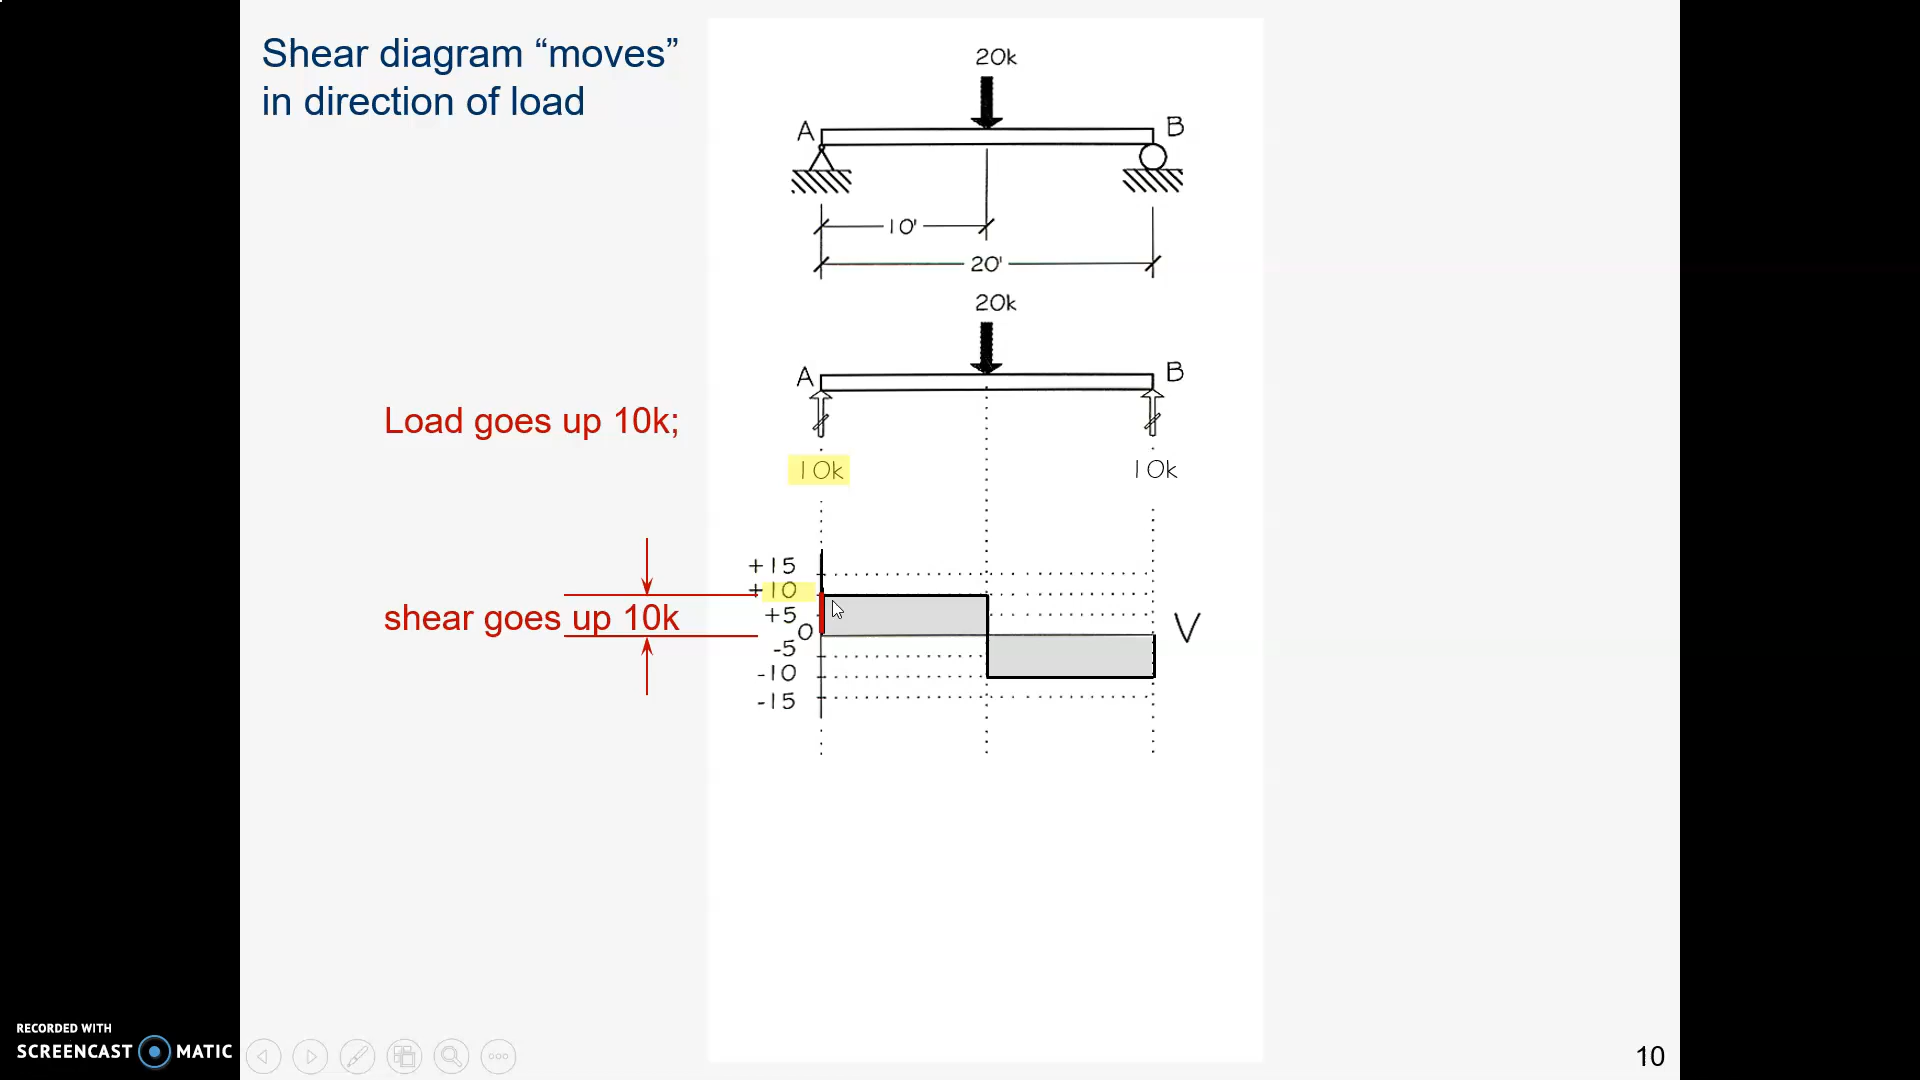 Shear diagram “moves”
in direction of load
20k
A
B
10'
20'
20k
A
B
Load goes up 10k;
10k
10k
+15
+10
shear goes up 10k
+5
0
V
-5
-10
-15
RECORDED WITH
SCREENCAST MATIC
10